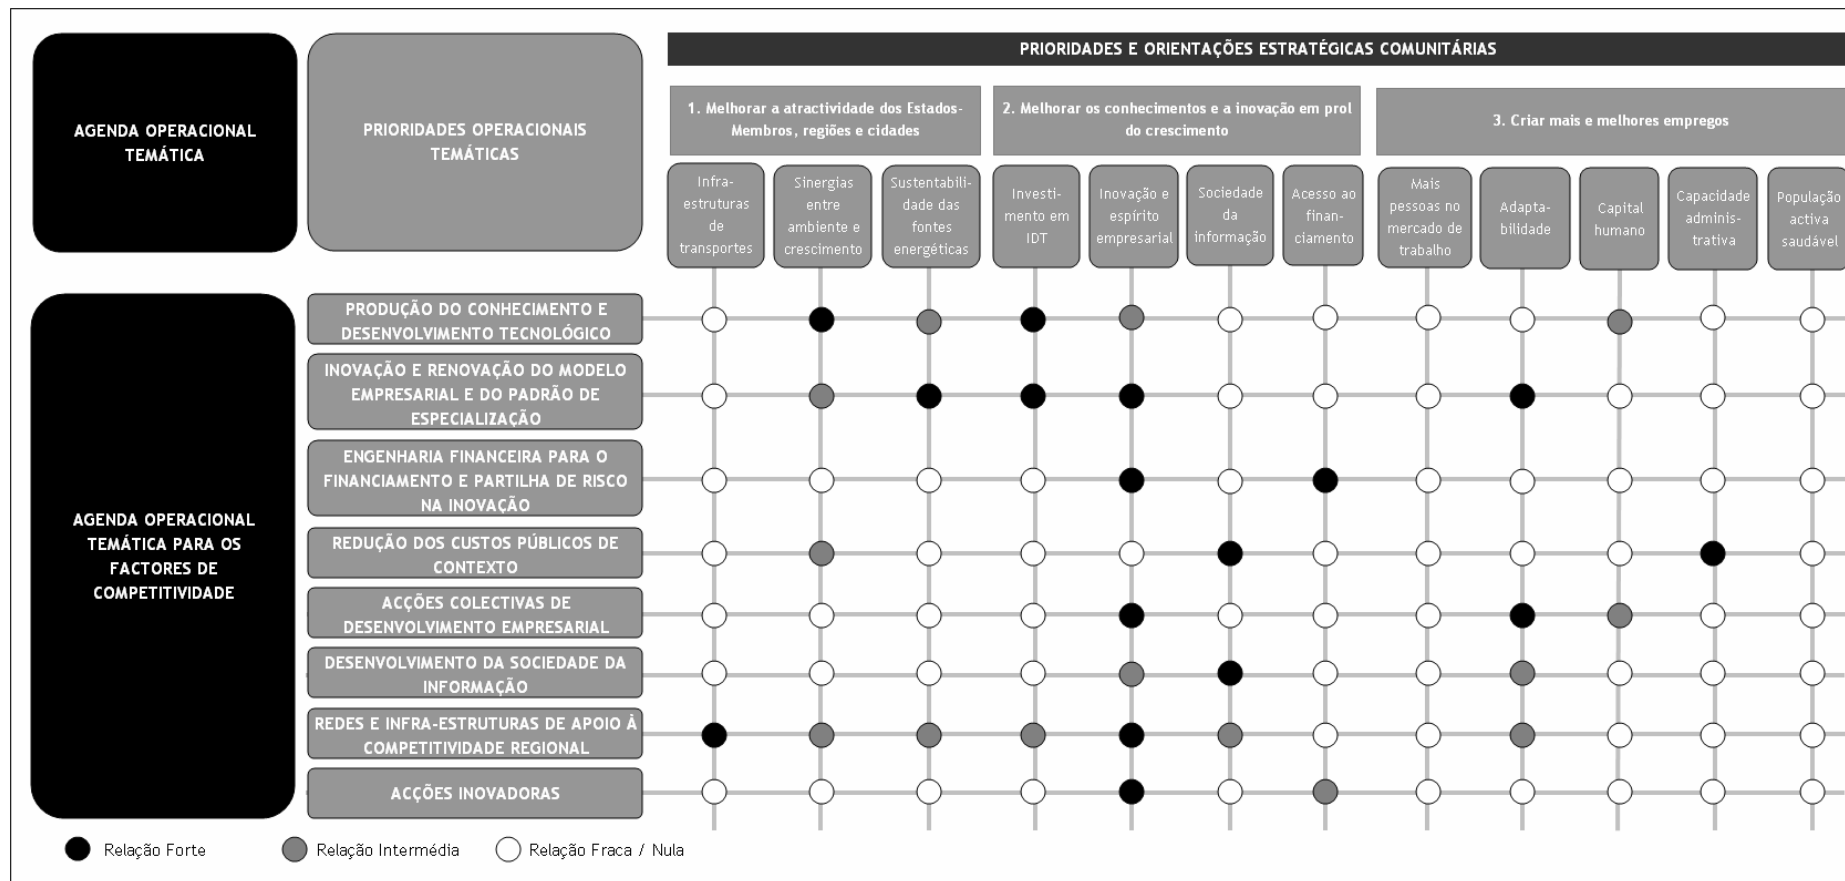 PRIORIDADES E ORIENTAÇÕES ESTRATÉGICAS COMUNITÁRIAS
AGENDA OPERACIONAL
TEMÁTICA
PRIORIDADES OPERACIONAIS
TEMÁTICAS
1. Melhorar a atractividade dos Estados-
Membros, regiões e cidades
2. Melhorar os conhecimentos e a inovação em prol
do crescimento
3. Criar mais e melhores empregos
Infra-
estruturas
de
transportes
Sinergias
entre
ambiente e
crescimento
Sustentabili-
dade das
fontes
energéticas
Investi-
mento em
IDT
Inovação e
espírito
empresarial
Sociedade
da
informação
Acesso ao
finan-
ciamento
Mais
pessoas no
mercado de
trabalho
Adapta-
bilidade
Capital
humano
Capacidade
adminis-
trativa
População
activa
saudável
AGENDA OPERACIONAL
TEMÁTICA PARA OS
FACTORES DE
COMPETITIVIDADE
PRODUÇÃO DO CONHECIMENTO E
DESENVOLVIMENTO TECNOLÓGICO
INOVAÇÃO E RENOVAÇÃO DO MODELO
EMPRESARIAL E DO PADRÃO DE
ESPECIALIZAÇÃO
ENGENHARIA FINANCEIRA PARA O
FINANCIAMENTO E PARTILHA DE RISCO
NA INOVAÇÃO
REDUÇÃO DOS CUSTOS PÚBLICOS DE
CONTEXTO
ACÇÕES COLECTIVAS DE
DESENVOLVIMENTO EMPRESARIAL
DESENVOLVIMENTO DA SOCIEDADE DA
INFORMAÇÃO
REDES E INFRA-ESTRUTURAS DE APOIO À
COMPETITIVIDADE REGIONAL
ACÇÕES INOVADORAS
Relação Forte
Relação Intermédia
Relação Fraca / Nula